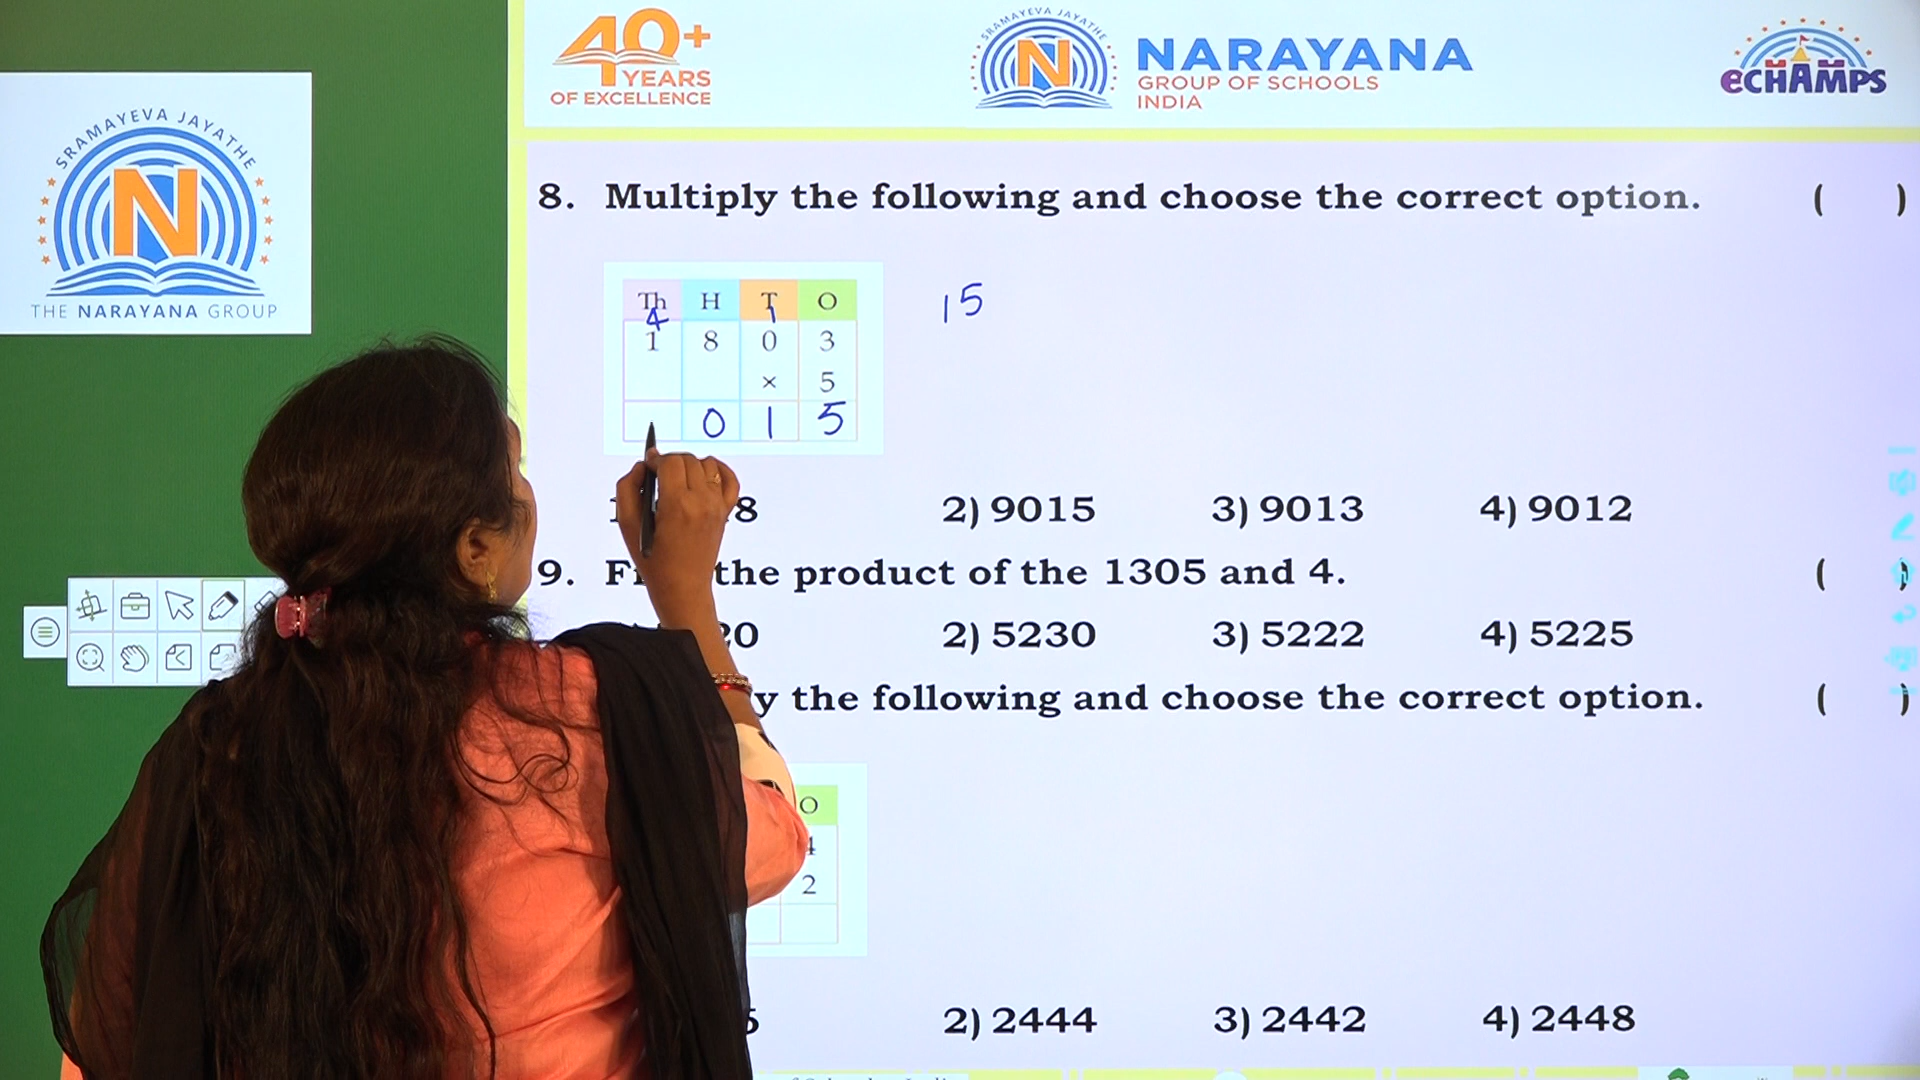 40+
YEARS
OF EXCELLENCE
SRAMAYEVA JAYATHE
N
NARAYANA
GROUP OF SCHOOLS
INDIA
eCHAMPS
SRAMAYEVA JAYATHE
N
THE NARAYANA GROUP
8. Multiply the following and choose the correct option. ( )
Th H T O
4 1
1 8 0 3
× 5
0 1 5
15
8 2) 9015 3) 9013 4) 9012
9. the product of the 1305 and 4. ( )
20 2) 5230 3) 5222 4) 5225
y the following and choose the correct option. ( )
O
4
2
2) 2444 3) 2442 4) 2448